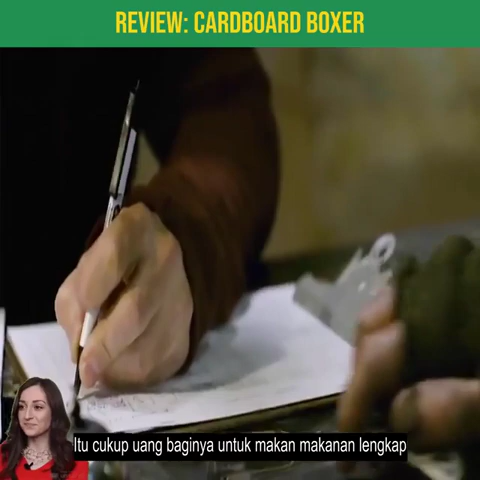 REVIEW: CARDBOARD BOXER
Itu cukup uang baginya untuk makan makanan lengkap